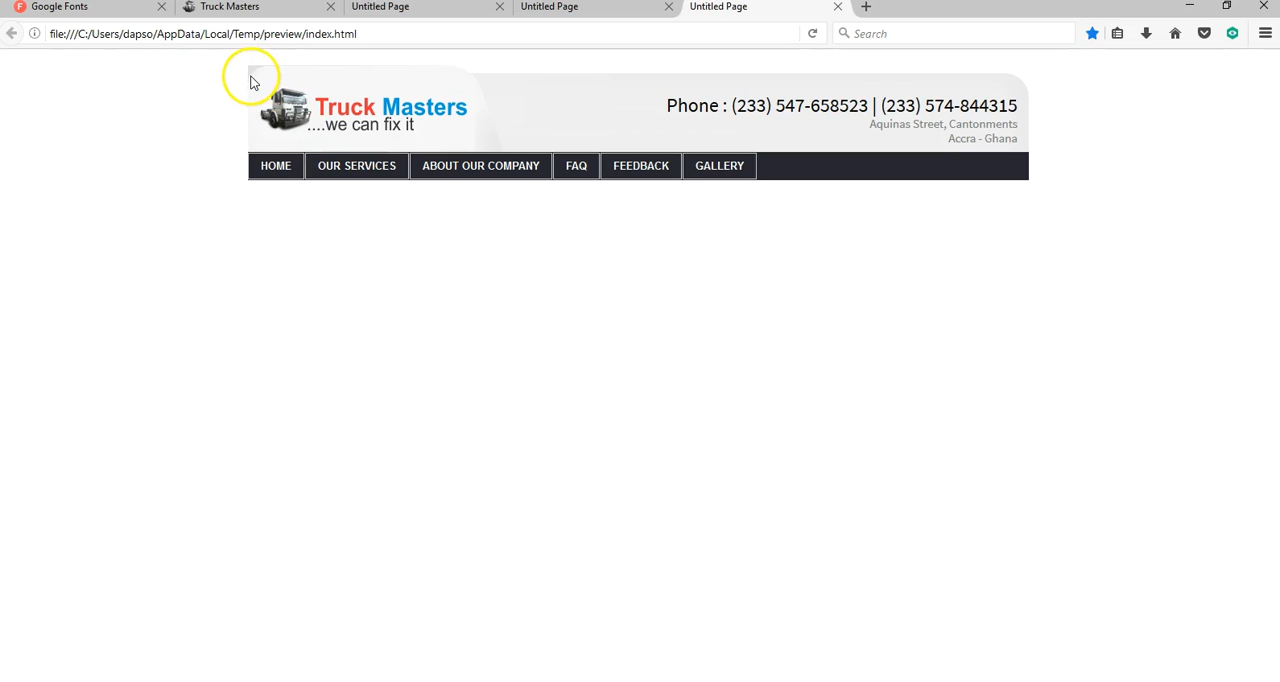 Google Fonts
Truck Masters
Untitled Page
Untitled Page
Untitled Page
file:///C:/Users/dapso/AppData/Local/Temp/preview/index.html
Search
Truck Masters
....we can fix it
Phone : (233) 547-658523 | (233) 574-844315
Aquinas Street, Cantonments
Accra - Ghana
HOME
OUR SERVICES
ABOUT OUR COMPANY
FAQ
FEEDBACK
GALLERY